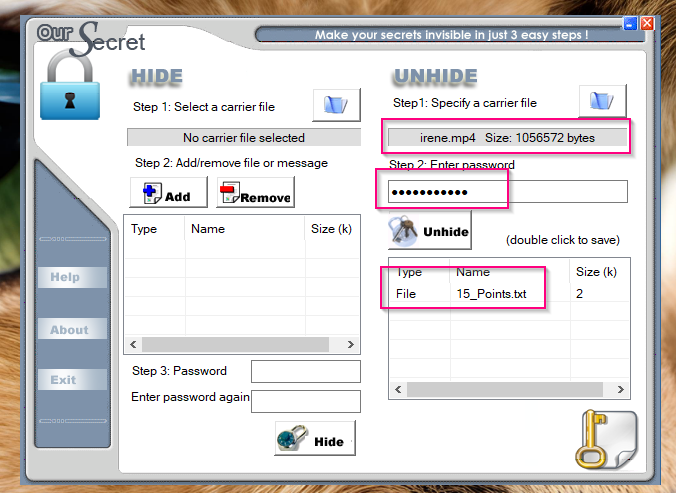 Our Secret
Make your secrets invisible in just 3 easy steps !
HIDE
Step 1: Select a carrier file
No carrier file selected
Step 2: Add/remove file or message
Add
Remove
Type Name Size (k)
Step 3: Password
Enter password again
Hide
UNHIDE
Step1: Specify a carrier file
irene.mp4 Size: 1056572 bytes
Step 2: Enter password
●●●●●●●●●●●
Unhide
(double click to save)
Type Name Size (k)
File 15_Points.txt 2
Help
About
Exit